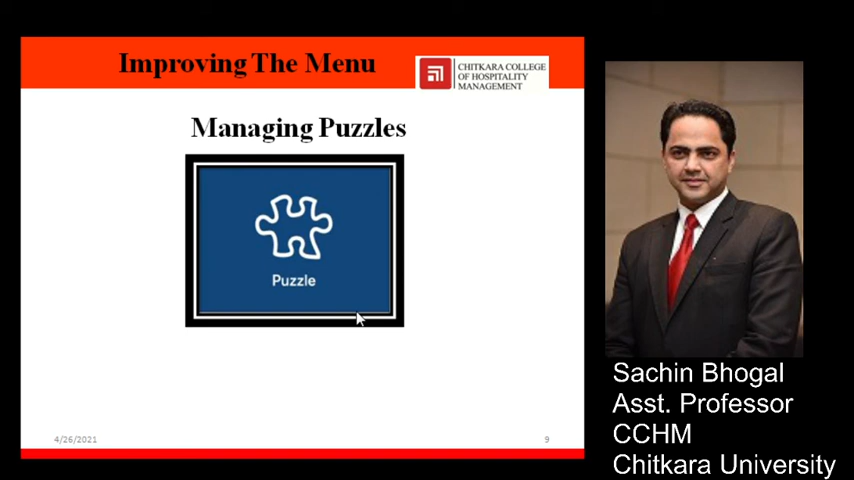 Improving The Menu
CHITKARA COLLEGE
OF HOSPITALITY
MANAGEMENT
Managing Puzzles
Puzzle
4/26/2021
9
Sachin Bhogal
Asst. Professor
CCHM
Chitkara University